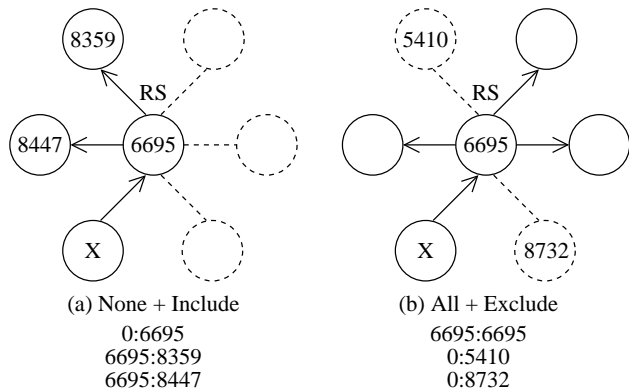 8359
RS
8447
6695
X
(a) None + Include
0:6695
6695:8359
6695:8447
5410
RS
6695
X
8732
(b) All + Exclude
6695:6695
0:5410
0:8732